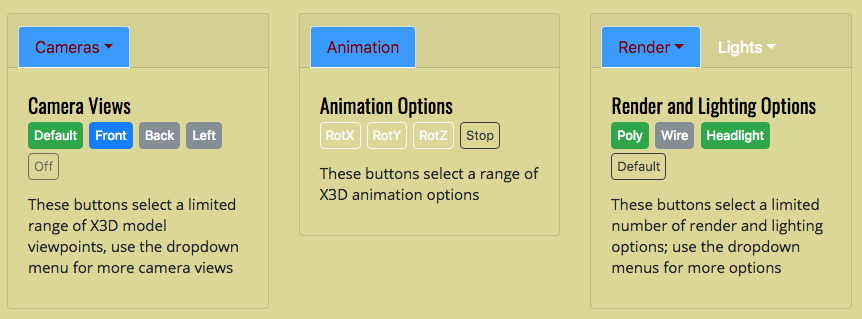 Cameras
Camera Views
Default Front Back Left
Off
These buttons select a limited
range of X3D model
viewpoints, use the dropdown
menu for more camera views
Animation
Animation Options
RotX RotY RotZ Stop
These buttons select a range of
X3D animation options
Render Lights
Render and Lighting Options
Poly Wire Headlight
Default
These buttons select a limited
number of render and lighting
options; use the dropdown
menus for more options